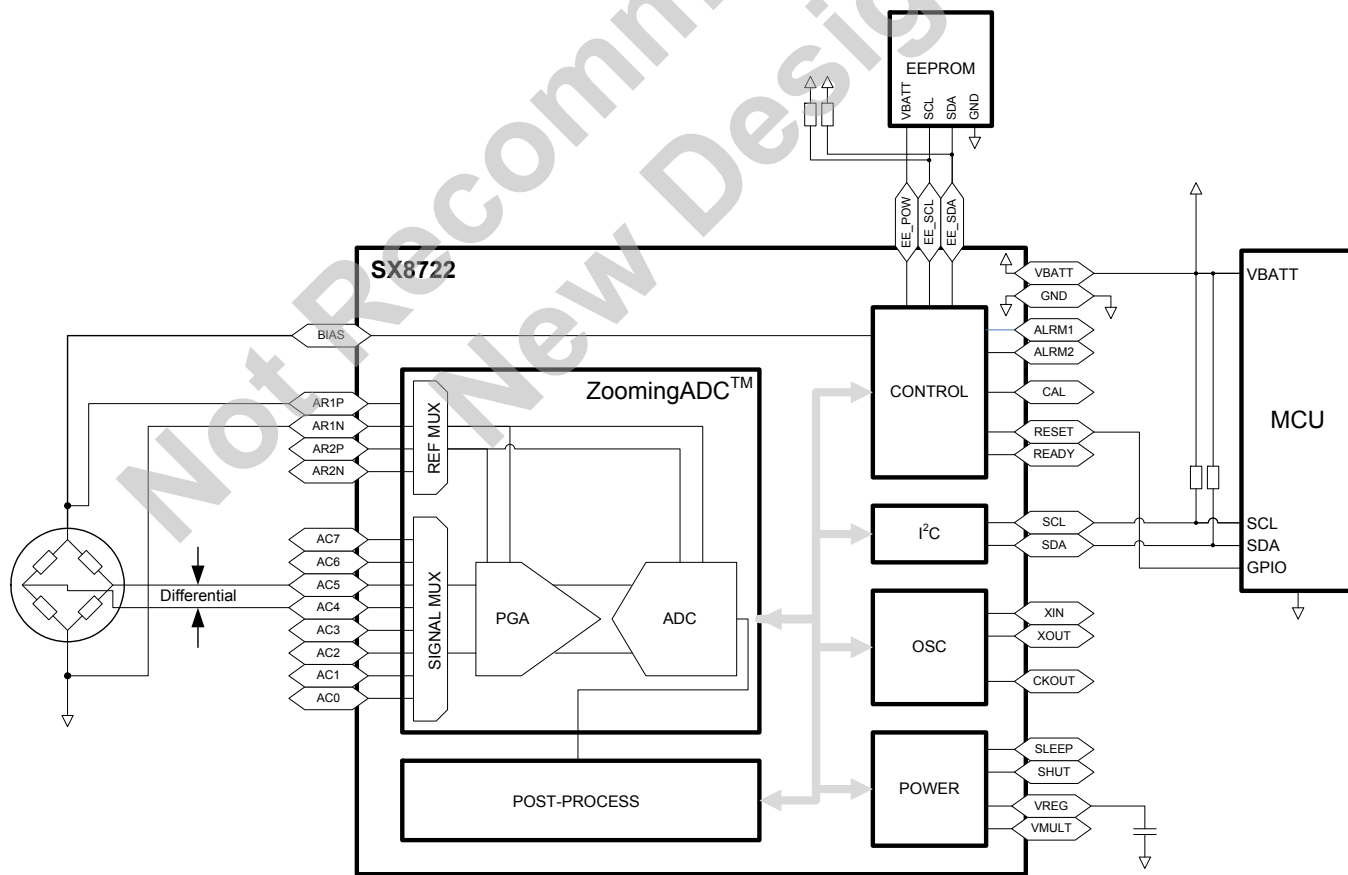 Not Recomm
New Desig
EEPROM
VBATT
SCL
SDA
GND
EE_POW
EE_SCL
EE_SDA
SX8722
BIAS
AR1P
AR1N
AR2P
AR2N
REF MUX
ZoomingADC™
AC7
AC6
AC5
AC4
AC3
AC2
AC1
AC0
Differential
SIGNAL MUX
PGA
ADC
POST-PROCESS
CONTROL
I²C
OSC
POWER
VBATT
GND
ALRM1
ALRM2
CAL
RESET
READY
SCL
SDA
XIN
XOUT
CKOUT
SLEEP
SHUT
VREG
VMULT
VBATT
MCU
SCL
SDA
GPIO